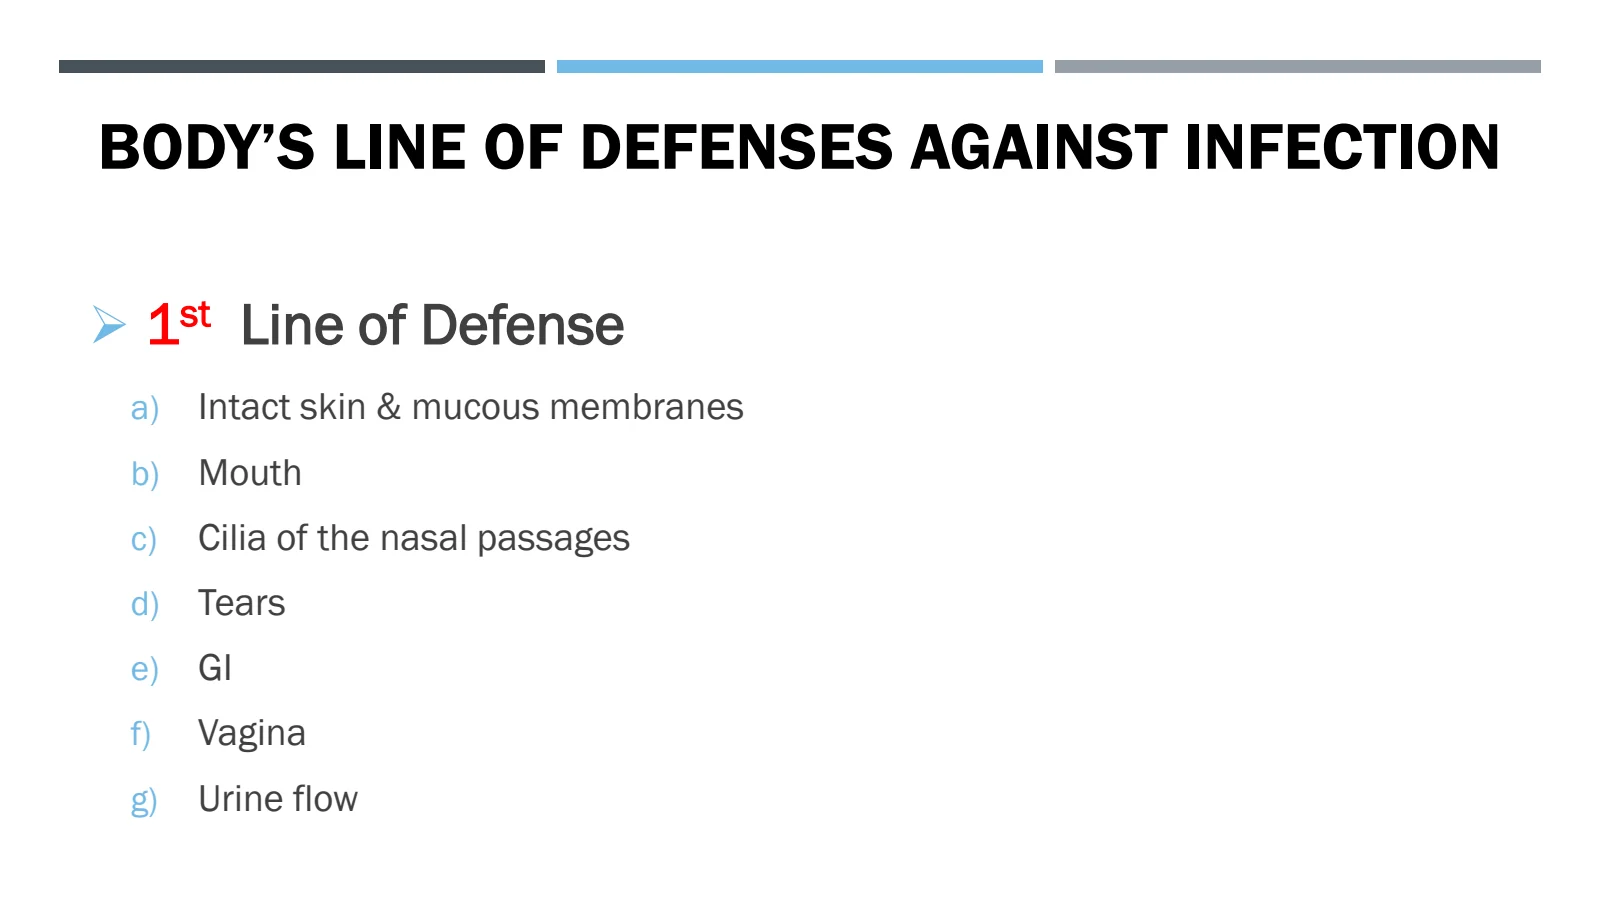 BODY’S LINE OF DEFENSES AGAINST INFECTION
➢ 1st Line of Defense
a) Intact skin & mucous membranes
b) Mouth
c) Cilia of the nasal passages
d) Tears
e) GI
f) Vagina
g) Urine flow